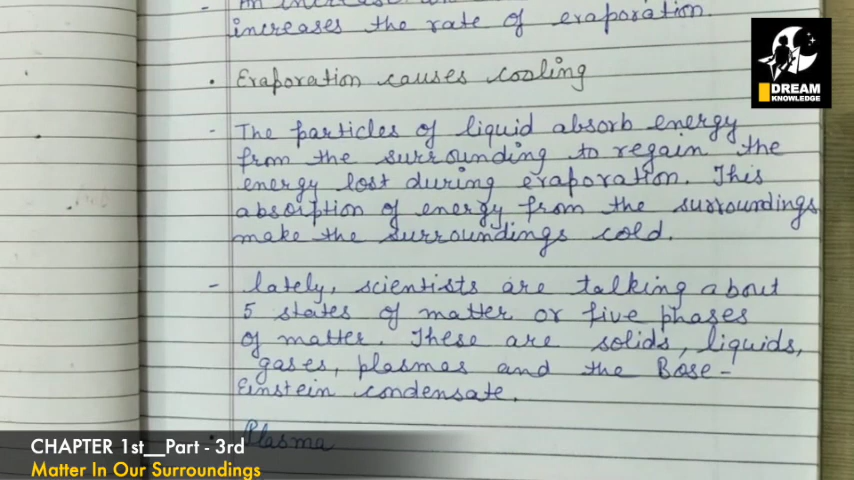 - An increase
increases the rate of evaporation.
DREAM
KNOWLEDGE
• Evaporation causes cooling
- The particles of liquid absorb energy
from the surrounding to regain the
energy lost during evaporation. This
absorption of energy from the surroundings
make the surroundings cold.
- lately, scientists are talking about
5 states of matter or five phases
of matter. These are solids, liquids,
gases, plasmas and the Bose-
Einstein condensate.
• Plasma
CHAPTER 1st__Part - 3rd
Matter In Our Surroundings